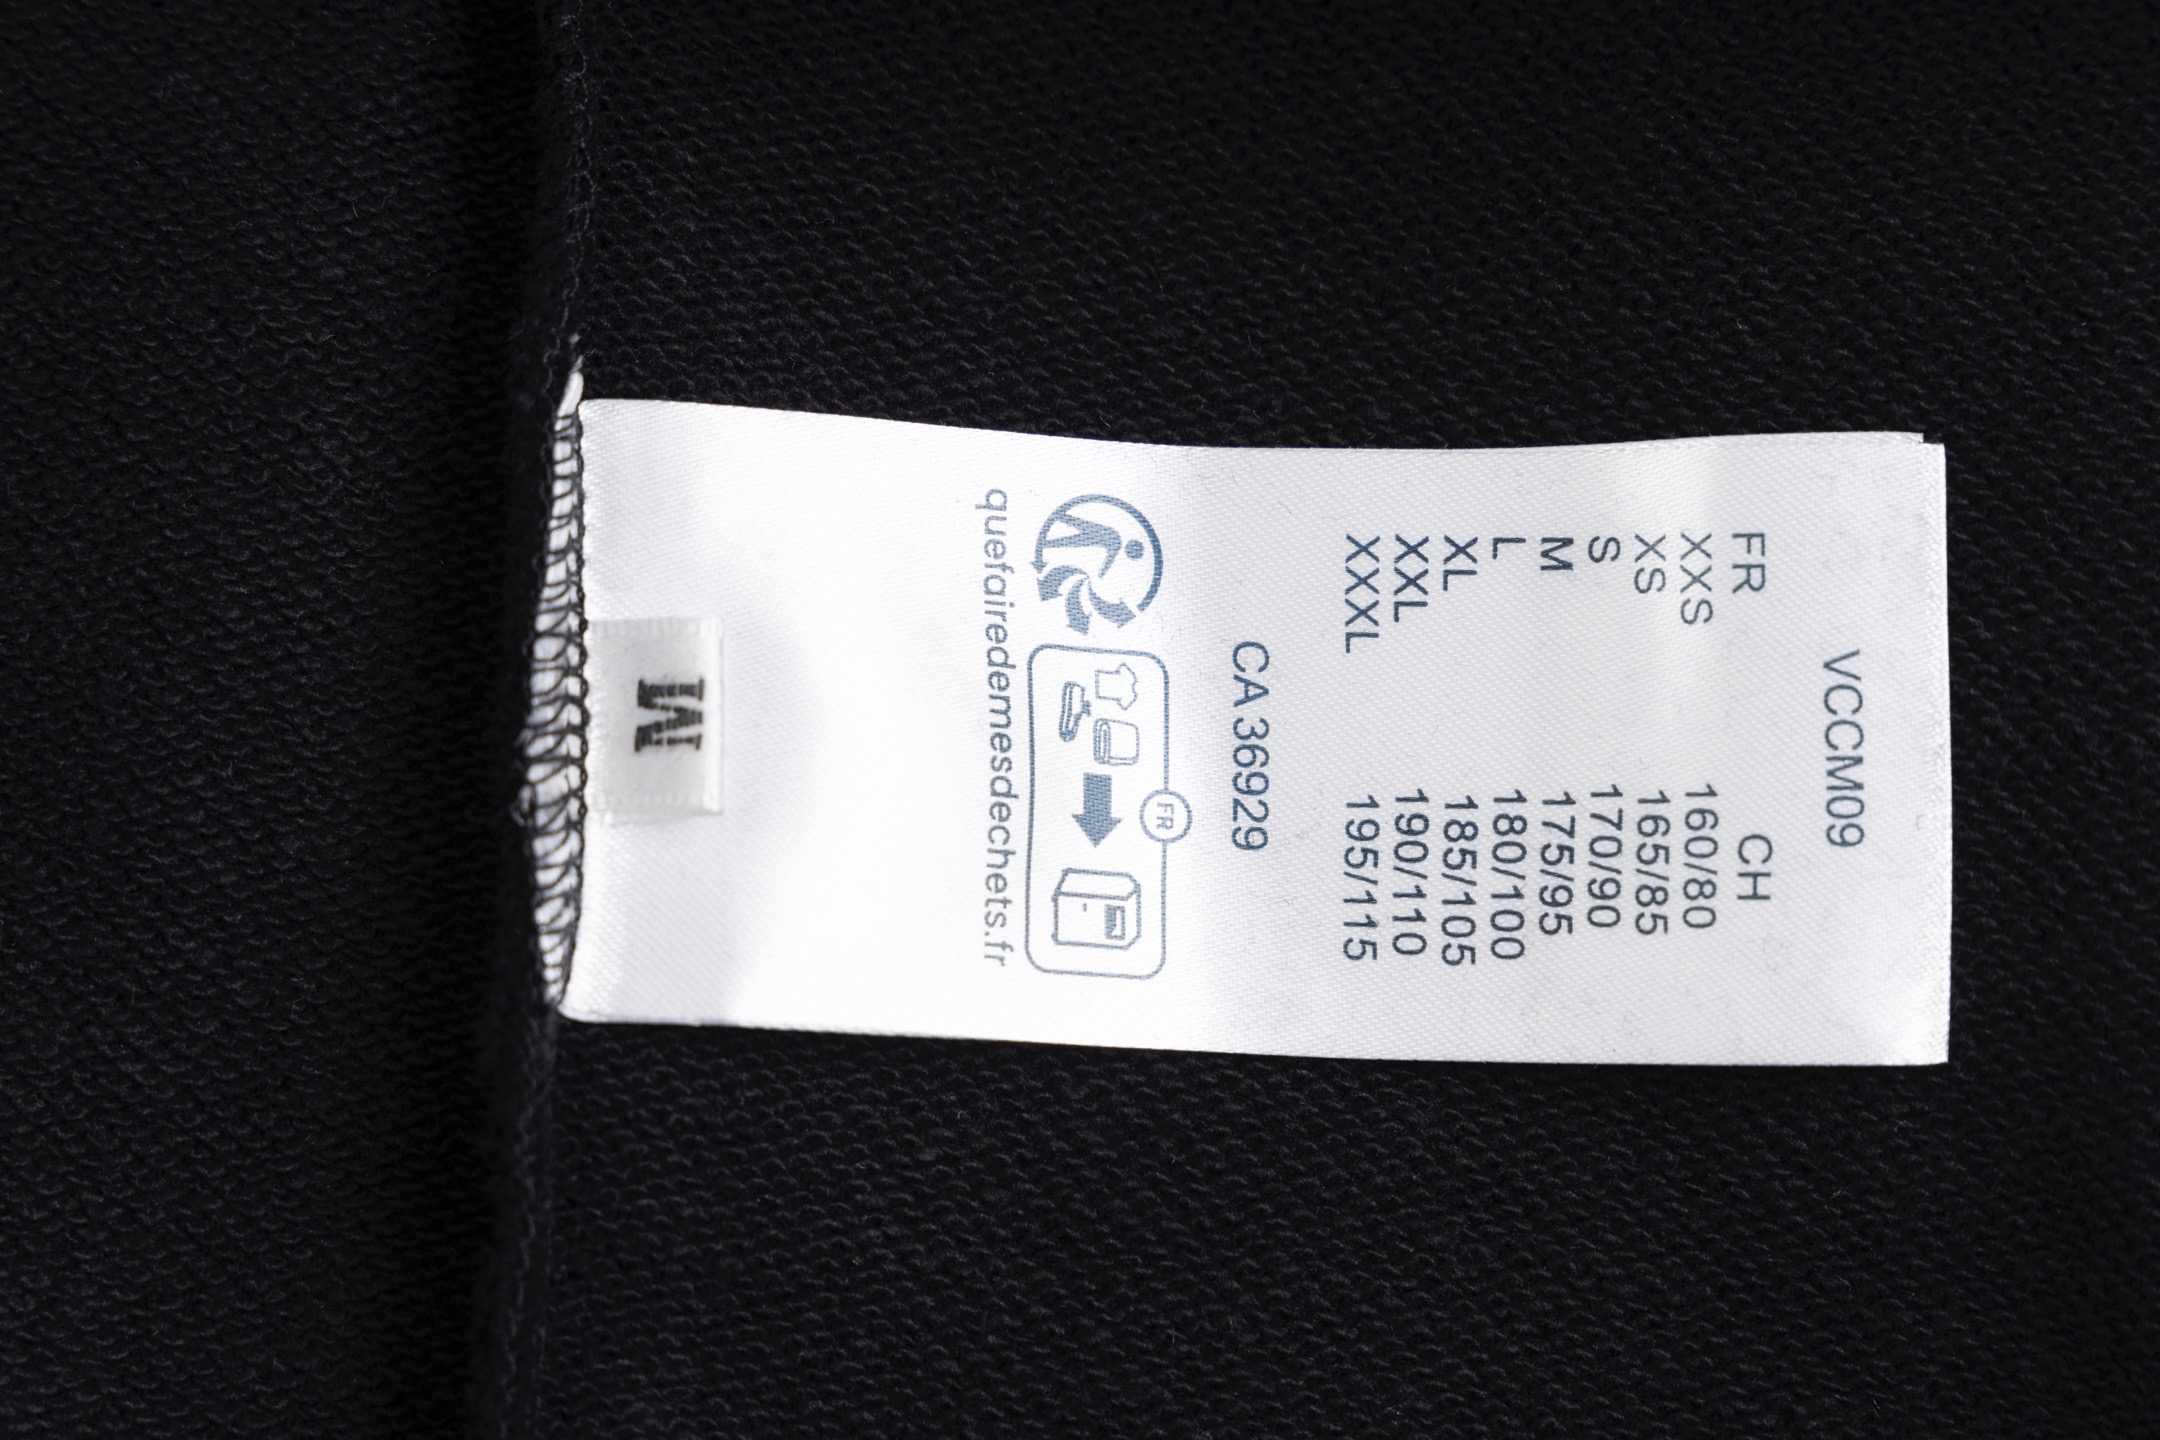 VCCM09
FR CH
XXS 160/80
XS 165/85
S 170/90
M 175/95
L 180/100
XL 185/105
XXL 190/110
XXXL 195/115
CA 36929
FR
quefairedemesdechets.fr
M